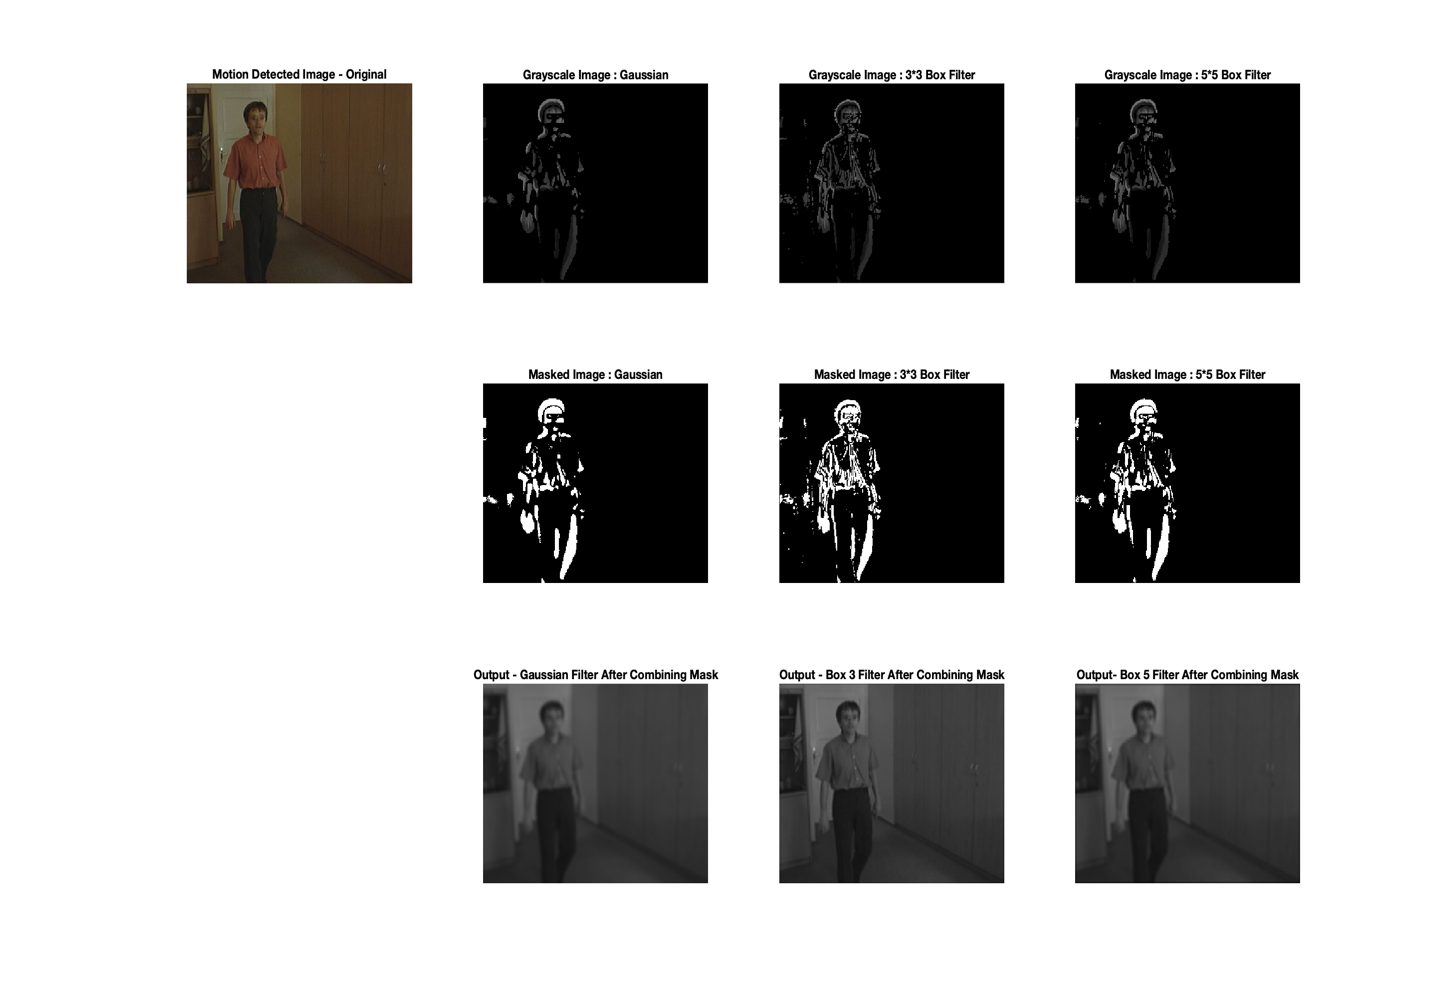 Motion Detected Image - Original
Grayscale Image : Gaussian
Grayscale Image : 3*3 Box Filter
Grayscale Image : 5*5 Box Filter
Masked Image : Gaussian
Masked Image : 3*3 Box Filter
Masked Image : 5*5 Box Filter
Output - Gaussian Filter After Combining Mask
Output - Box 3 Filter After Combining Mask
Output- Box 5 Filter After Combining Mask